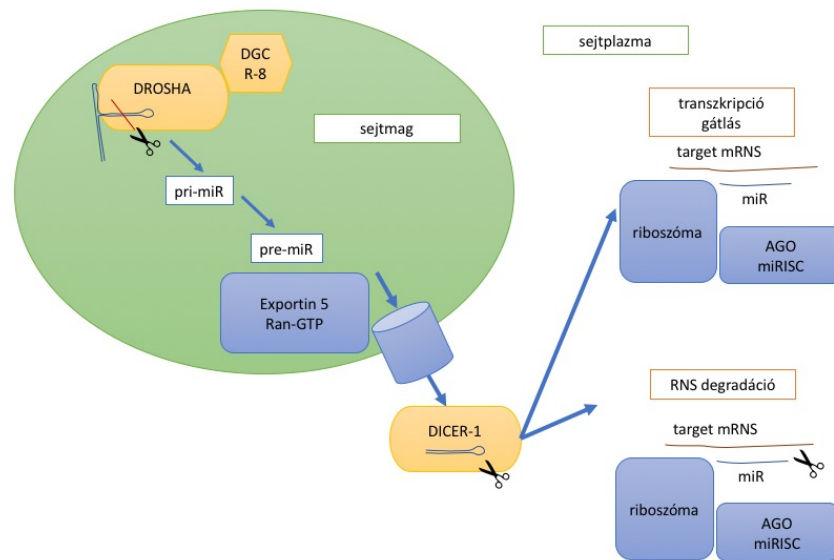 DGC
R-8
DROSHA
sejtplazma
sejtmag
pri-miR
pre-miR
Exportin 5
Ran-GTP
DICER-1
transzkripció
gátlás
target mRNS
miR
riboszóma
AGO
miRISC
RNS degradáció
target mRNS
miR
riboszóma
AGO
miRISC